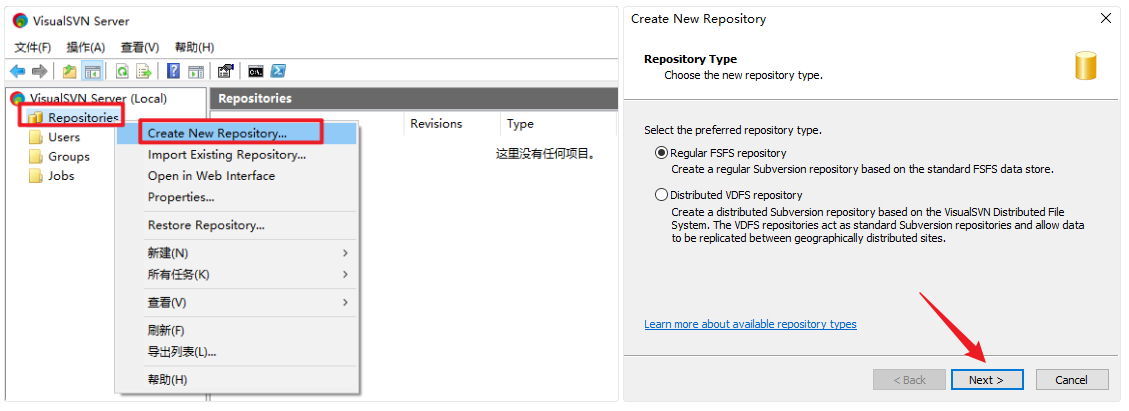 VisualSVN Server
文件(F) 操作(A) 查看(V) 帮助(H)
VisualSVN Server (Local)
Repositories
Users
Groups
Jobs
Repositories
Revisions Type
这里没有任何项目。
Create New Repository...
Import Existing Repository...
Open in Web Interface
Properties...
Restore Repository...
新建(N)
所有任务(K)
查看(V)
刷新(F)
导出列表(L)...
帮助(H)
Create New Repository
Repository Type
Choose the new repository type.
Select the preferred repository type.
Regular FSFS repository
Create a regular Subversion repository based on the standard FSFS data store.
Distributed VDFS repository
Create a distributed Subversion repository based on the VisualSVN Distributed File
System. The VDFS repositories act as standard Subversion repositories and allow data
to be replicated between geographically distributed sites.
Learn more about available repository types
< Back Next > Cancel